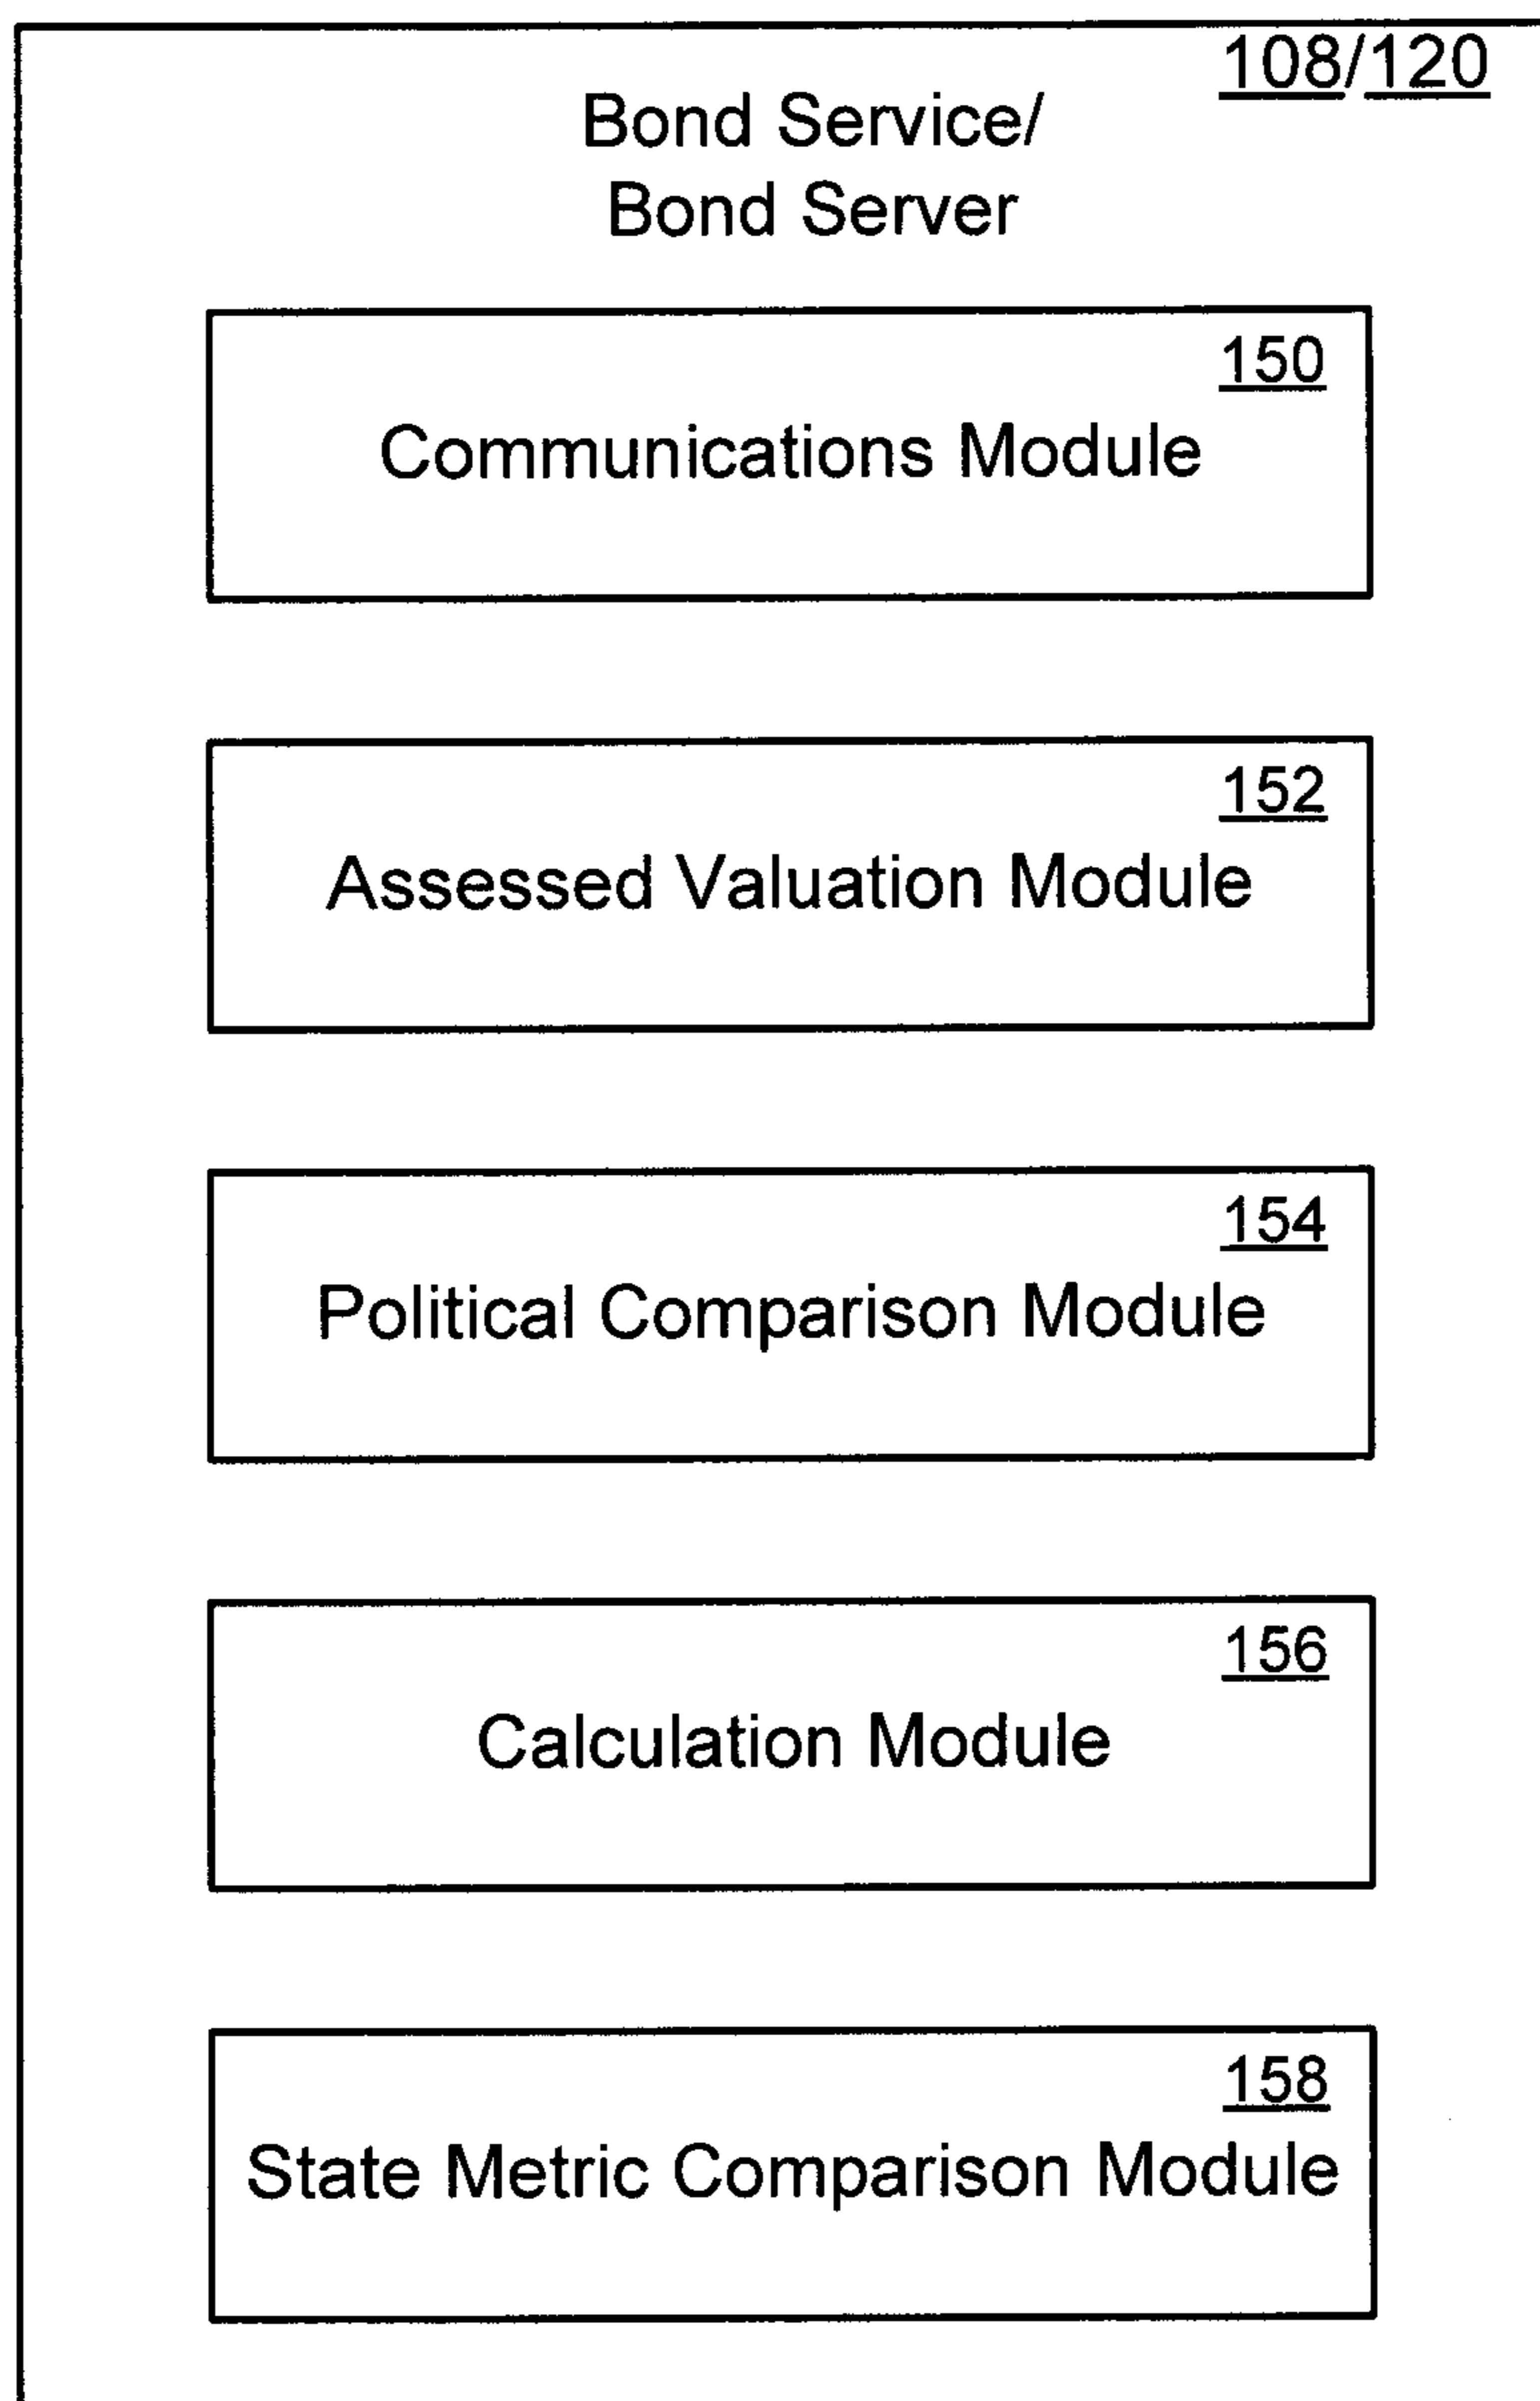 108/120
Bond Service/
Bond Server
150
Communications Module
152
Assessed Valuation Module
154
Political Comparison Module
156
Calculation Module
158
State Metric Comparison Module